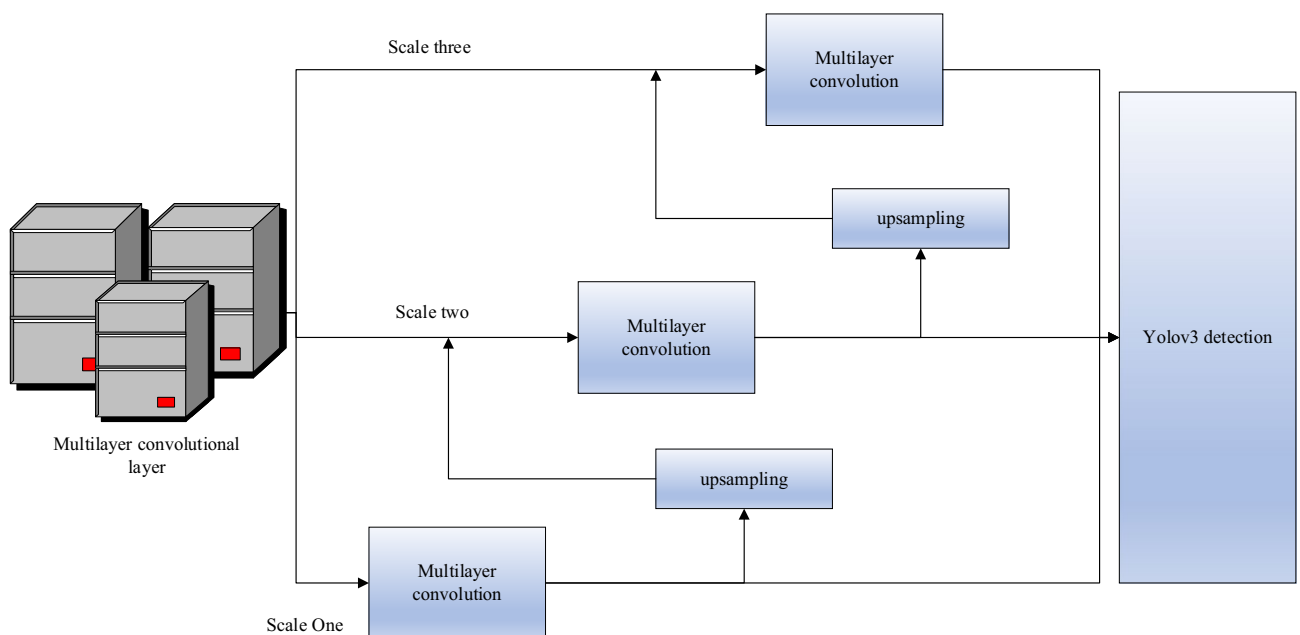 Scale three
Multilayer
convolution
upsampling
Scale two
Multilayer
convolution
Yolov3 detection
Multilayer convolutional
layer
upsampling
Multilayer
convolution
Scale One